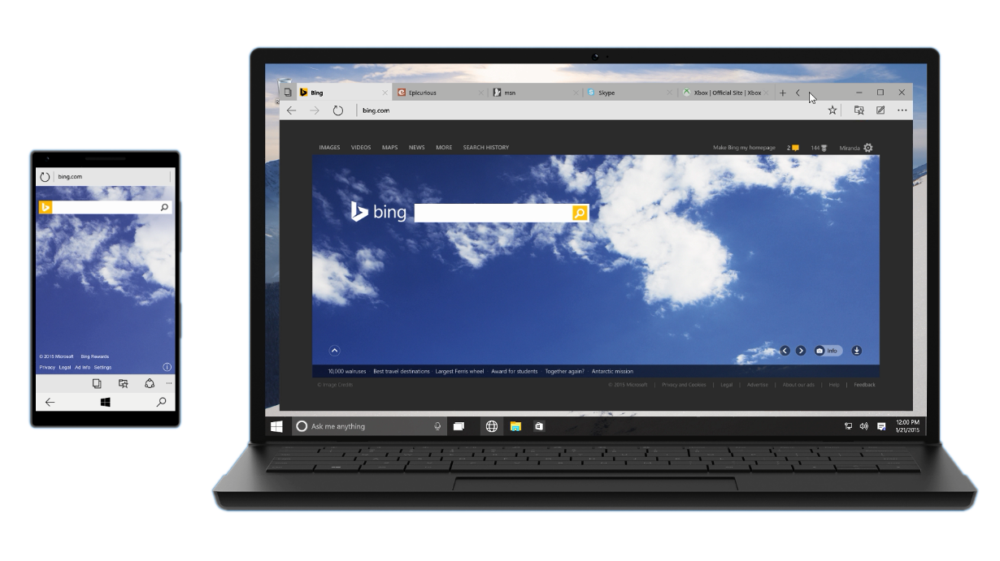 bing.com
© 2015 Microsoft Bing Rewards
Privacy Legal Ad Info Settings
Bing Epicurious msn Skype Xbox | Official Site | Xbox
bing.com
IMAGES VIDEOS MAPS NEWS MORE SEARCH HISTORY Make Bing my homepage 2 144 Miranda
bing
Info
10,000 walruses Best travel destinations Largest Ferris wheel Award for students Together again? Antarctic mission
© Image Credits © 2015 Microsoft | Privacy and Cookies | Legal | Advertise | About our ads | Help | Feedback
Ask me anything 12:00 PM
1/21/2015